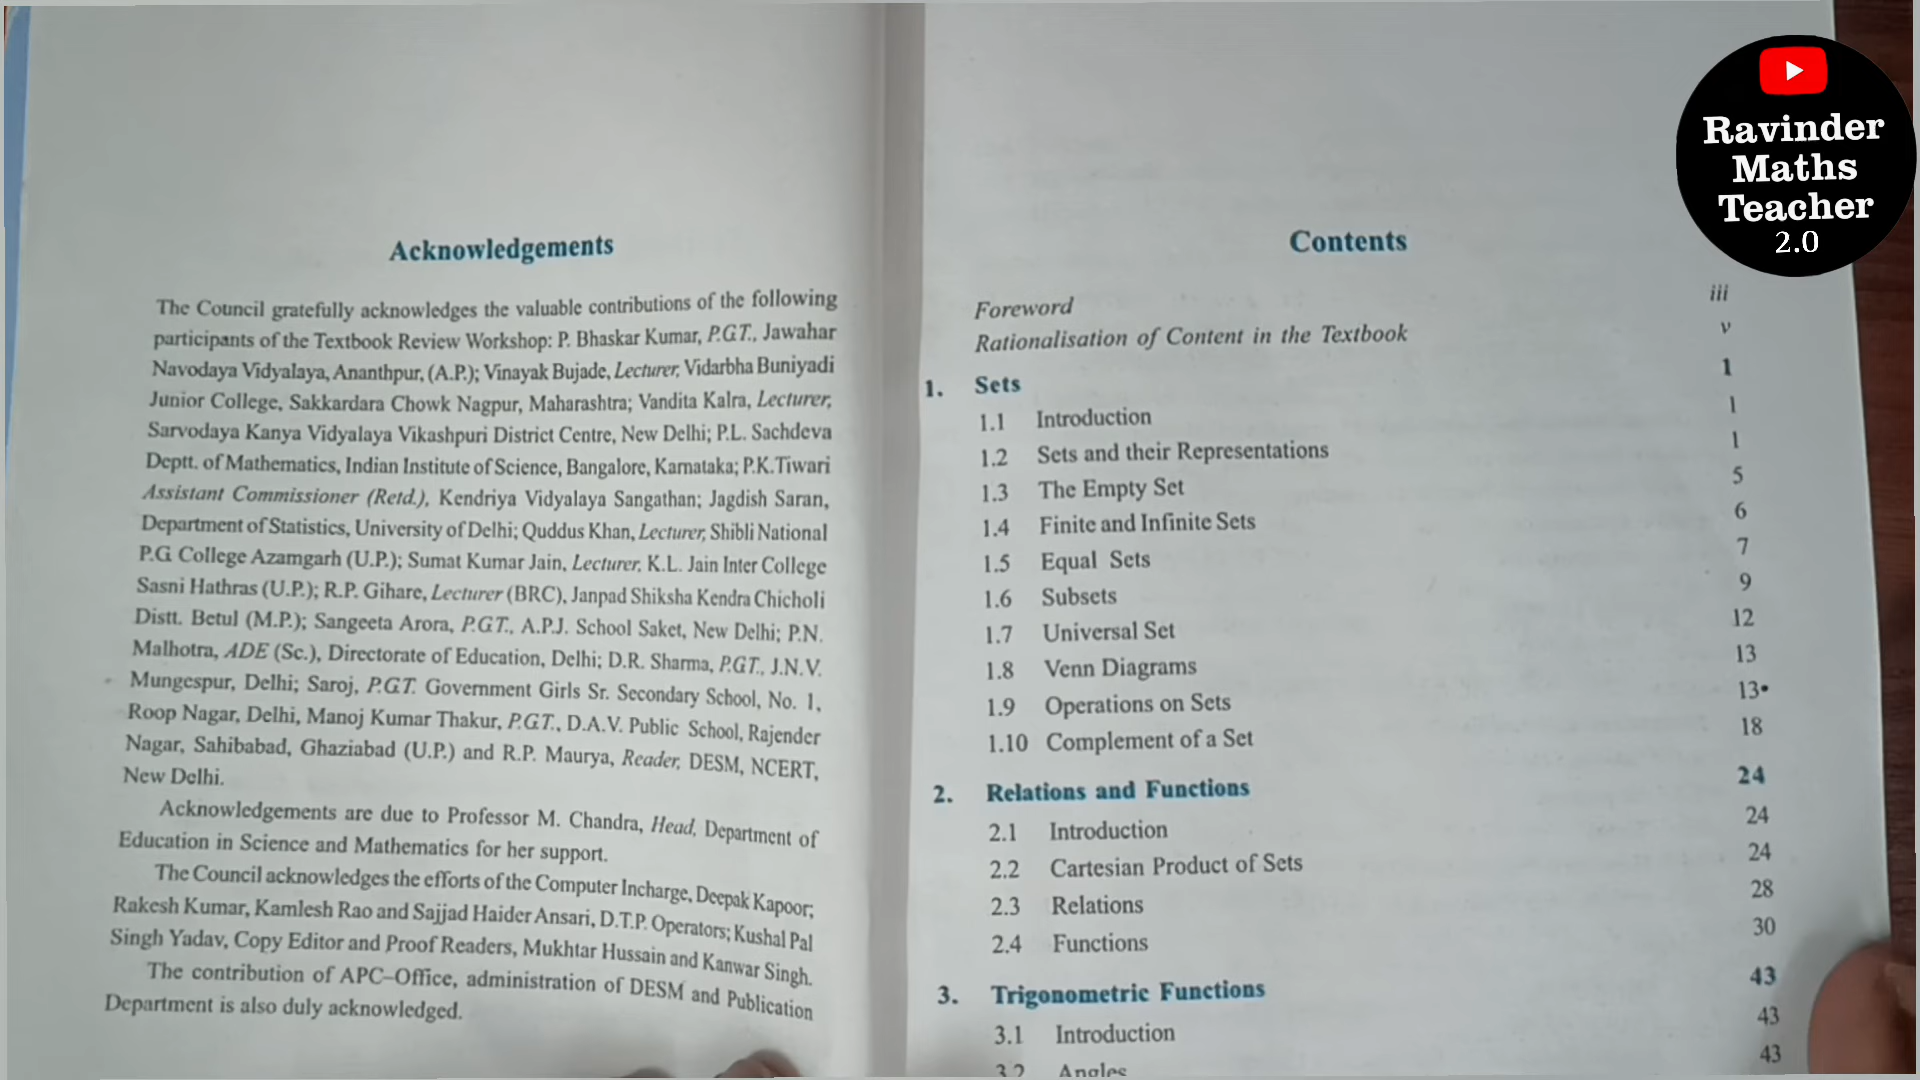 Acknowledgements
The Council gratefully acknowledges the valuable contributions of the following
participants of the Textbook Review Workshop: P. Bhaskar Kumar, P.G.T., Jawahar
Navodaya Vidyalaya, Ananthpur, (A.P.); Vinayak Bujade, Lecturer, Vidarbha Buniyadi
Junior College, Sakkardara Chowk Nagpur, Maharashtra; Vandita Kalra, Lecturer,
Sarvodaya Kanya Vidyalaya Vikashpuri District Centre, New Delhi; P.L. Sachdeva
Deptt. of Mathematics, Indian Institute of Science, Bangalore, Karnataka; P.K.Tiwari
Assistant Commissioner (Retd.), Kendriya Vidyalaya Sangathan; Jagdish Saran,
Department of Statistics, University of Delhi; Quddus Khan, Lecturer, Shibli National
P.G. College Azamgarh (U.P.); Sumat Kumar Jain, Lecturer, K.L. Jain Inter College
Sasni Hathras (U.P.); R.P. Gihare, Lecturer (BRC), Janpad Shiksha Kendra Chicholi
Distt. Betul (M.P.); Sangeeta Arora, P.G.T., A.P.J. School Saket, New Delhi; P.N.
Malhotra, ADE (Sc.), Directorate of Education, Delhi; D.R. Sharma, P.G.T., J.N.V.
Mungespur, Delhi; Saroj, P.G.T. Government Girls Sr. Secondary School, No. 1,
Roop Nagar, Delhi, Manoj Kumar Thakur, P.G.T., D.A.V. Public School, Rajender
Nagar, Sahibabad, Ghaziabad (U.P.) and R.P. Maurya, Reader, DESM, NCERT,
New Delhi.
Acknowledgements are due to Professor M. Chandra, Head, Department of
Education in Science and Mathematics for her support.
The Council acknowledges the efforts of the Computer Incharge, Deepak Kapoor;
Rakesh Kumar, Kamlesh Rao and Sajjad Haider Ansari, D.T.P. Operators; Kushal Pal
Singh Yadav, Copy Editor and Proof Readers, Mukhtar Hussain and Kanwar Singh.
The contribution of APC–Office, administration of DESM and Publication
Department is also duly acknowledged.
Contents
Foreword iii
Rationalisation of Content in the Textbook v
1. Sets 1
1.1 Introduction 1
1.2 Sets and their Representations 1
1.3 The Empty Set 5
1.4 Finite and Infinite Sets 6
1.5 Equal Sets 7
1.6 Subsets 9
1.7 Universal Set 12
1.8 Venn Diagrams 13
1.9 Operations on Sets 13
1.10 Complement of a Set 18
2. Relations and Functions 24
2.1 Introduction 24
2.2 Cartesian Product of Sets 24
2.3 Relations 28
2.4 Functions 30
3. Trigonometric Functions 43
3.1 Introduction 43
3.2 Angles 43
Ravinder
Maths
Teacher
2.0